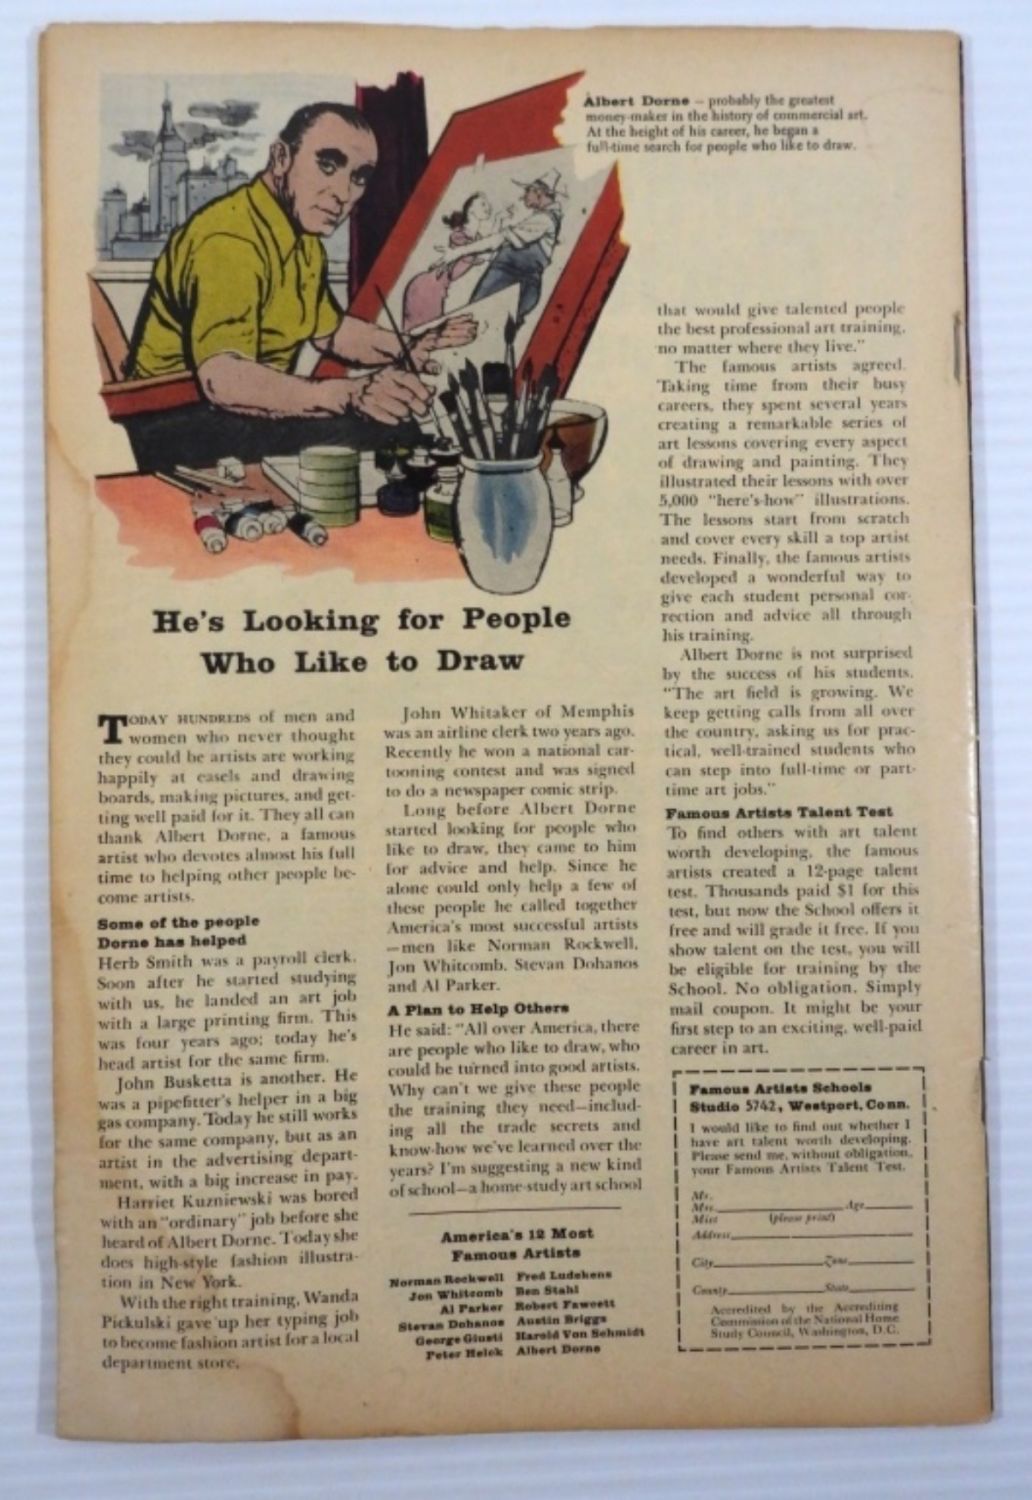 Albert Dorne – probably the greatest
money-maker in the history of commercial art.
At the height of his career, he began a
full-time search for people who like to draw.
He's Looking for People
Who Like to Draw
TODAY HUNDREDS of men and
women who never thought
they could be artists are working
happily at easels and drawing
boards, making pictures, and get-
ting well paid for it. They all can
thank Albert Dorne, a famous
artist who devotes almost his full
time to helping other people be-
come artists.
Some of the people
Dorne has helped
Herb Smith was a payroll clerk.
Soon after he started studying
with us, he landed an art job
with a large printing firm. This
was four years ago; today he's
head artist for the same firm.
John Busketta is another. He
was a pipefitter's helper in a big
gas company. Today he still works
for the same company, but as an
artist in the advertising depart-
ment, with a big increase in pay.
Harriet Kuzniewski was bored
with an "ordinary" job before she
heard of Albert Dorne. Today she
does high-style fashion illustra-
tion in New York.
With the right training, Wanda
Pickulski gave up her typing job
to become fashion artist for a local
department store.
John Whitaker of Memphis
was an airline clerk two years ago.
Recently he won a national car-
tooning contest and was signed
to do a newspaper comic strip.
Long before Albert Dorne
started looking for people who
like to draw, they came to him
for advice and help. Since he
alone could only help a few of
these people he called together
America's most successful artists
—men like Norman Rockwell,
Jon Whitcomb, Stevan Dohanos
and Al Parker.
A Plan to Help Others
He said: "All over America, there
are people who like to draw, who
could be turned into good artists.
Why can't we give these people
the training they need—includ-
ing all the trade secrets and
know-how we've learned over the
years? I'm suggesting a new kind
of school—a home-study art school
America's 12 Most
Famous Artists
Norman Rockwell Fred Ludekens
Jon Whitcomb Ben Stahl
Al Parker Robert Fawcett
Stevan Dohanos Austin Briggs
George Giusti Harold Von Schmidt
Peter Helck Albert Dorne
that would give talented people
the best professional art training,
no matter where they live."
The famous artists agreed.
Taking time from their busy
careers, they spent several years
creating a remarkable series of
art lessons covering every aspect
of drawing and painting. They
illustrated their lessons with over
5,000 "here's-how" illustrations.
The lessons start from scratch
and cover every skill a top artist
needs. Finally, the famous artists
developed a wonderful way to
give each student personal cor-
rection and advice all through
his training.
Albert Dorne is not surprised
by the success of his students.
"The art field is growing. We
keep getting calls from all over
the country, asking us for prac-
tical, well-trained students who
can step into full-time or part-
time art jobs."
Famous Artists Talent Test
To find others with art talent
worth developing, the famous
artists created a 12-page talent
test. Thousands paid $1 for this
test, but now the School offers it
free and will grade it free. If you
show talent on the test, you will
be eligible for training by the
School. No obligation. Simply
mail coupon. It might be your
first step to an exciting, well-paid
career in art.
Famous Artists Schools
Studio 5742, Westport, Conn.
I would like to find out whether I
have art talent worth developing.
Please send me, without obligation,
your Famous Artists Talent Test.
Mr.
Mrs. Age
Miss (please print)
Address
City Zone
County State
Accredited by the Accrediting
Commission of the National Home
Study Council, Washington, D.C.